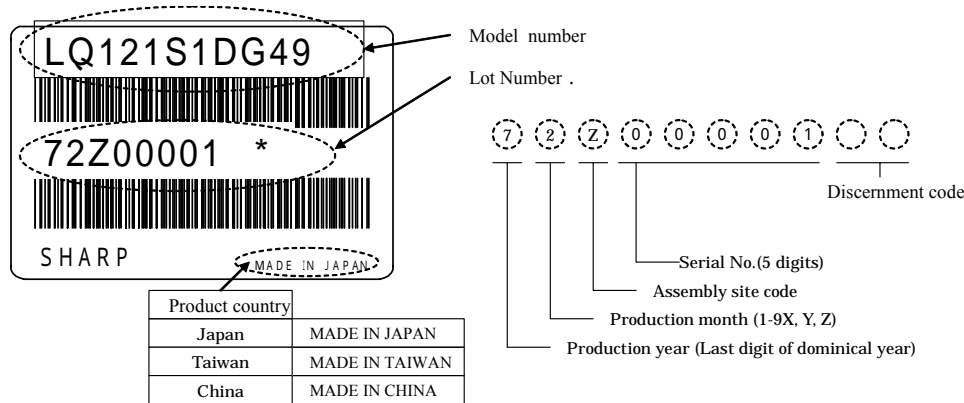 LQ121S1DG49
Model number
Lot Number .
72Z00001 *
7 2 Z 0 0 0 0 1
Discernment code
SHARP
MADE IN JAPAN
Serial No.(5 digits)
Assembly site code
Production month (1-9X, Y, Z)
Production year (Last digit of dominical year)
Product country
Japan MADE IN JAPAN
Taiwan MADE IN TAIWAN
China MADE IN CHINA